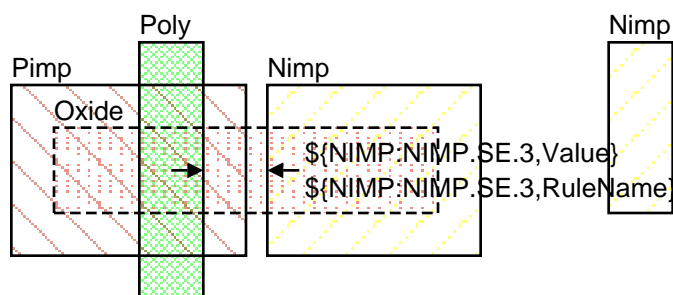 Poly
Nimp
Pimp
Nimp
Oxide
${NIMP:NIMP.SE.3,Value}
${NIMP:NIMP.SE.3,RuleName}